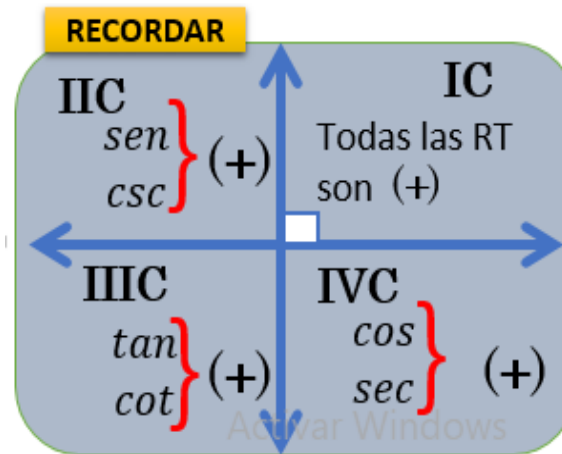 RECORDAR
IIC
sen
csc
(+)
IC
Todas las RT
son (+)
IIIC
tan
cot
(+)
IVC
cos
sec
(+)
Activar Windows